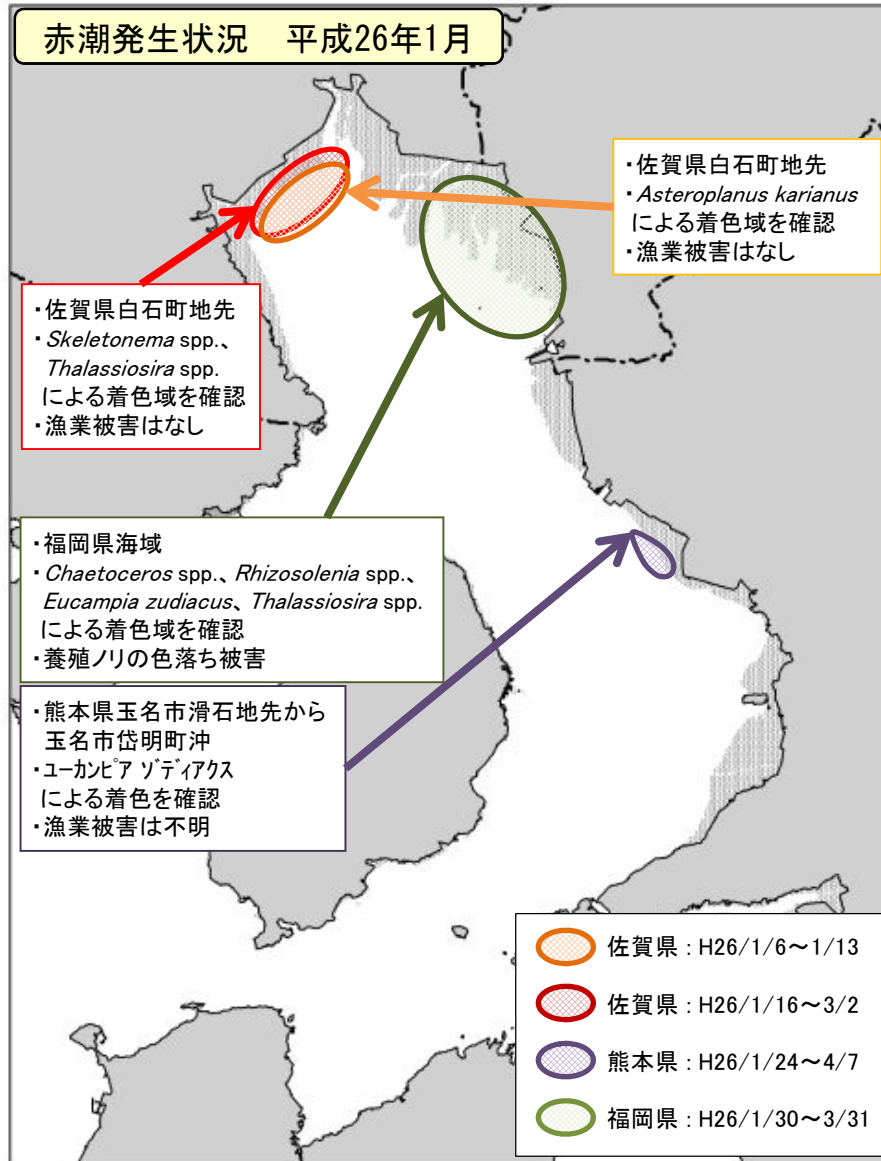 赤潮発生状況　平成26年1月
・佐賀県白石町地先
・Asteroplanus karianus
による着色域を確認
・漁業被害はなし
・佐賀県白石町地先
・Skeletonema spp.、
Thalassiosira spp.
による着色域を確認
・漁業被害はなし
・福岡県海域
・Chaetoceros spp.、Rhizosolenia spp.、
Eucampia zudiacus、Thalassiosira spp.
による着色域を確認
・養殖ノリの色落ち被害
・熊本県玉名市滑石地先から
玉名市岱明町沖
・ﾕーｶﾝﾋﾟｱ ｿﾞﾃﾞｨｱｸｽ
による着色を確認
・漁業被害は不明
佐賀県：H26/1/6～1/13
佐賀県：H26/1/16～3/2
熊本県：H26/1/24～4/7
福岡県：H26/1/30～3/31